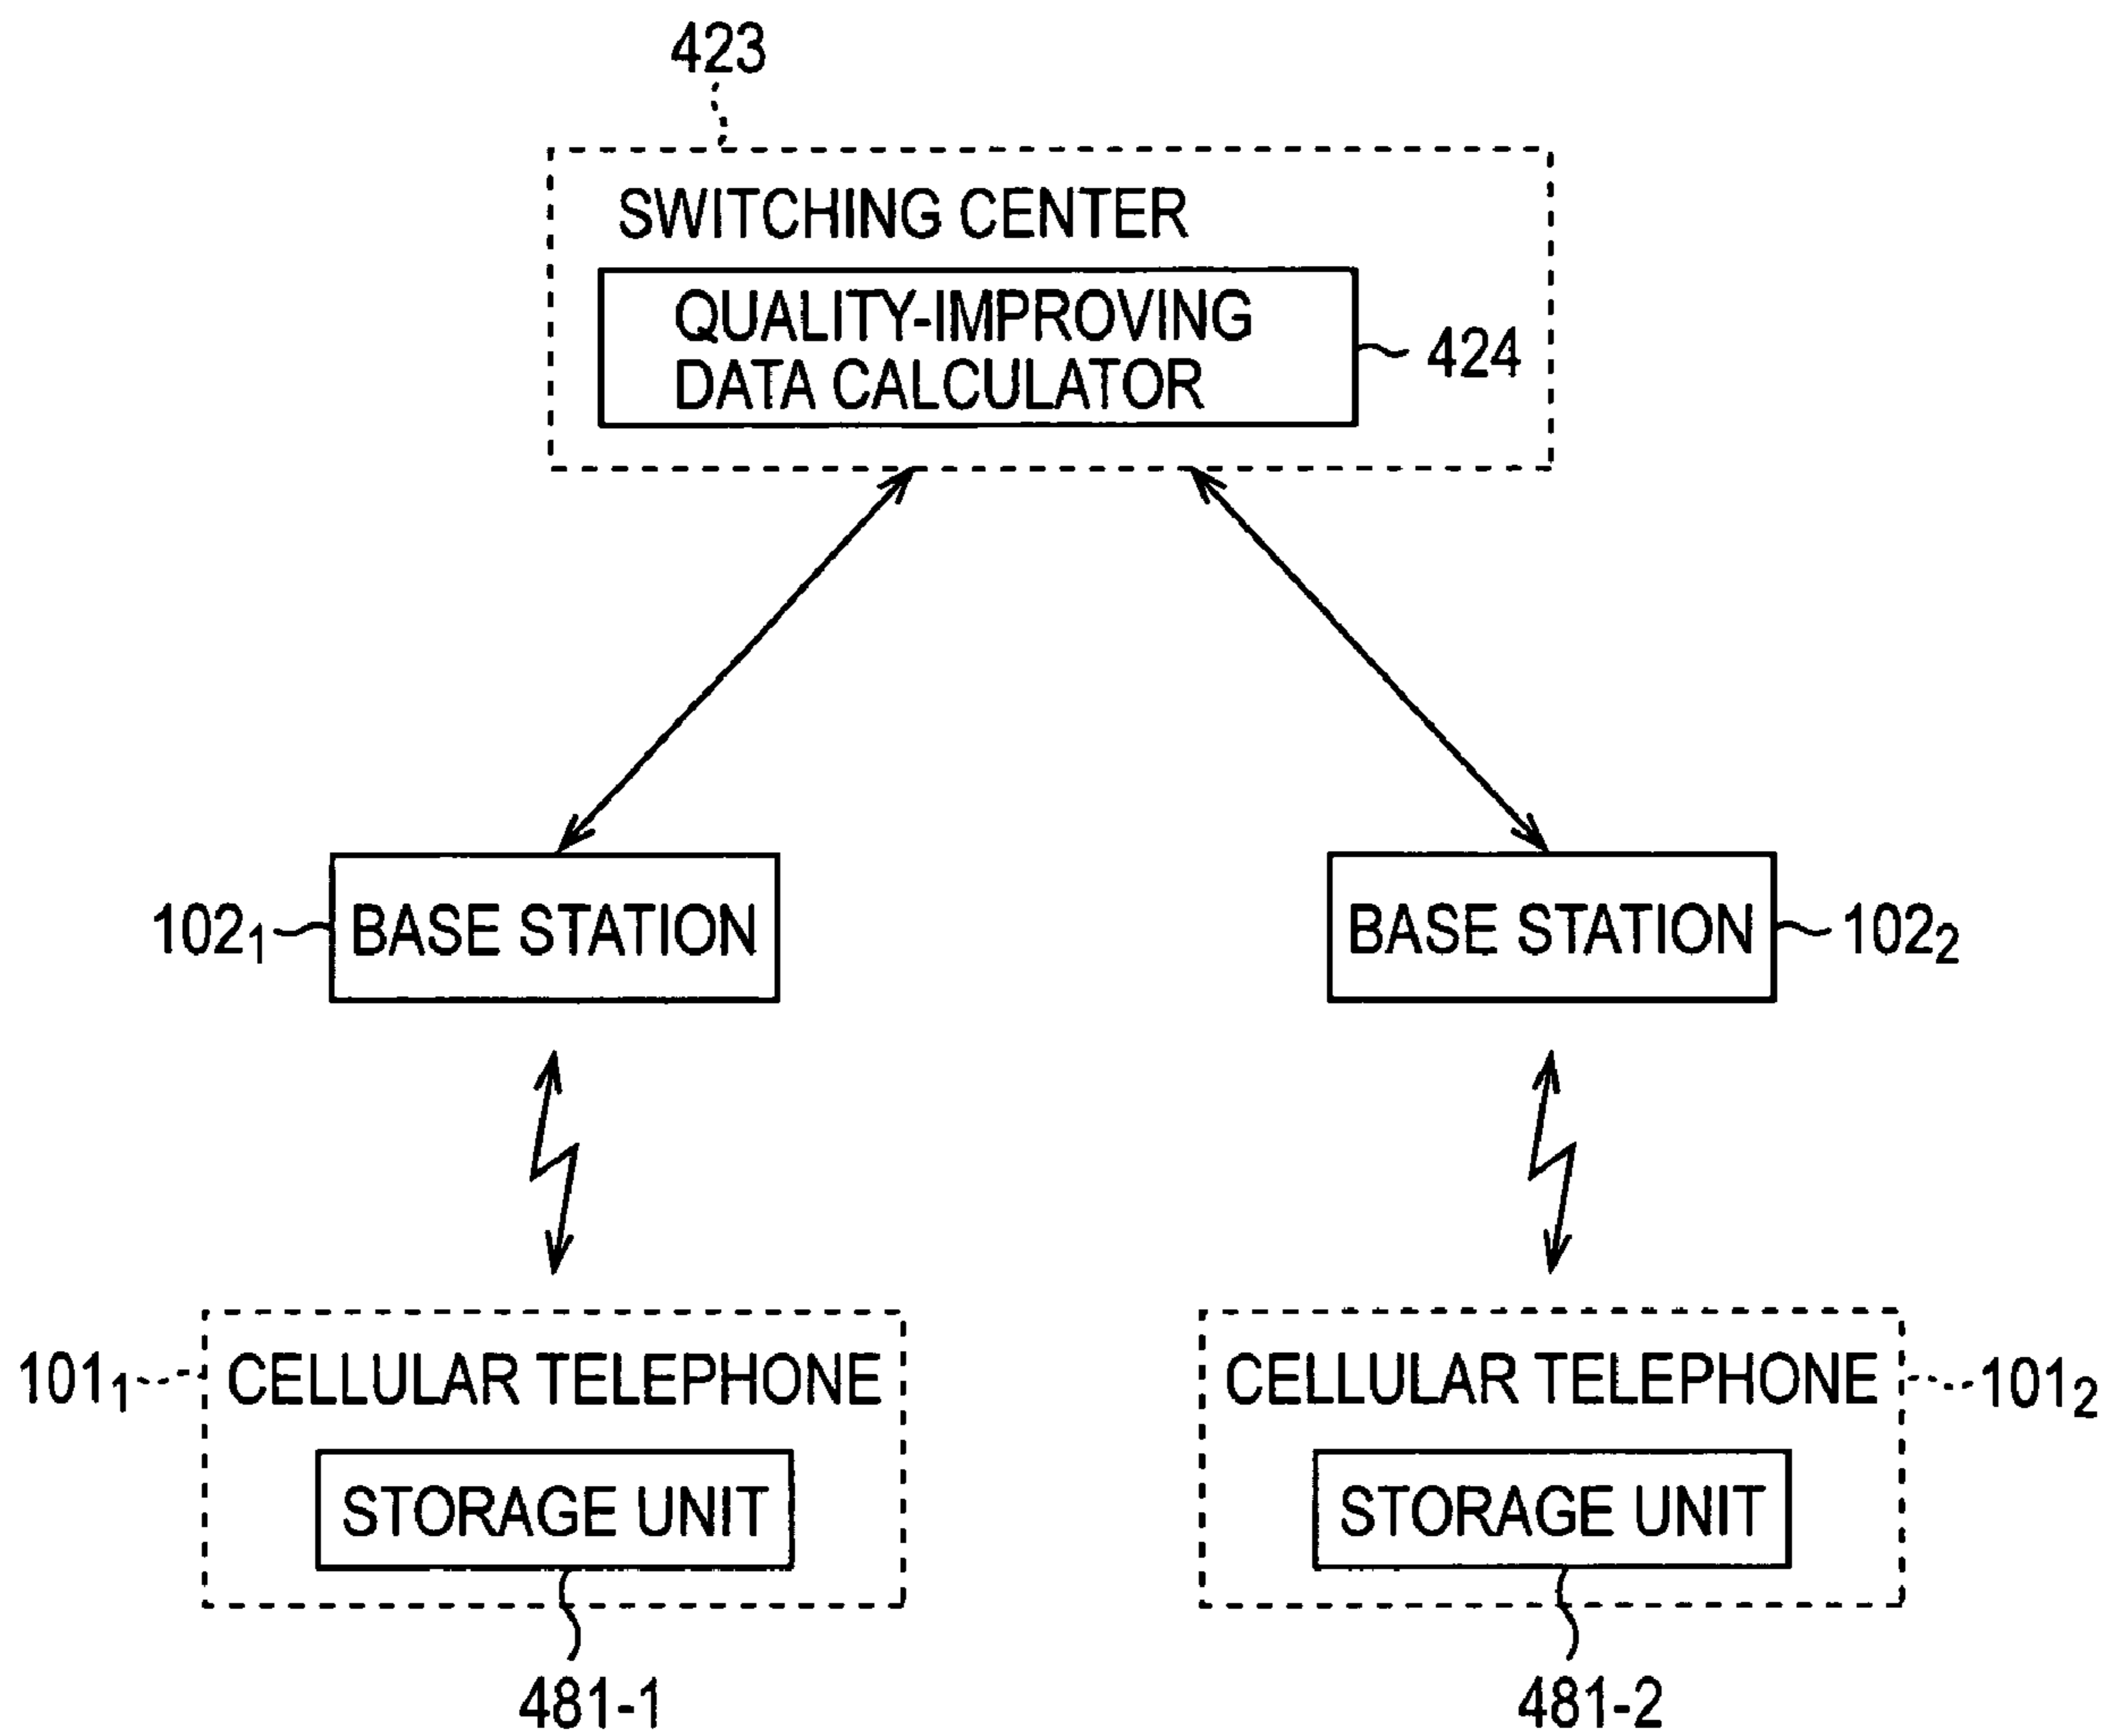 423
SWITCHING CENTER
QUALITY-IMPROVING
DATA CALCULATOR
424
102₁
BASE STATION
BASE STATION
102₂
101₁
CELLULAR TELEPHONE
CELLULAR TELEPHONE
101₂
STORAGE UNIT
STORAGE UNIT
481-1
481-2